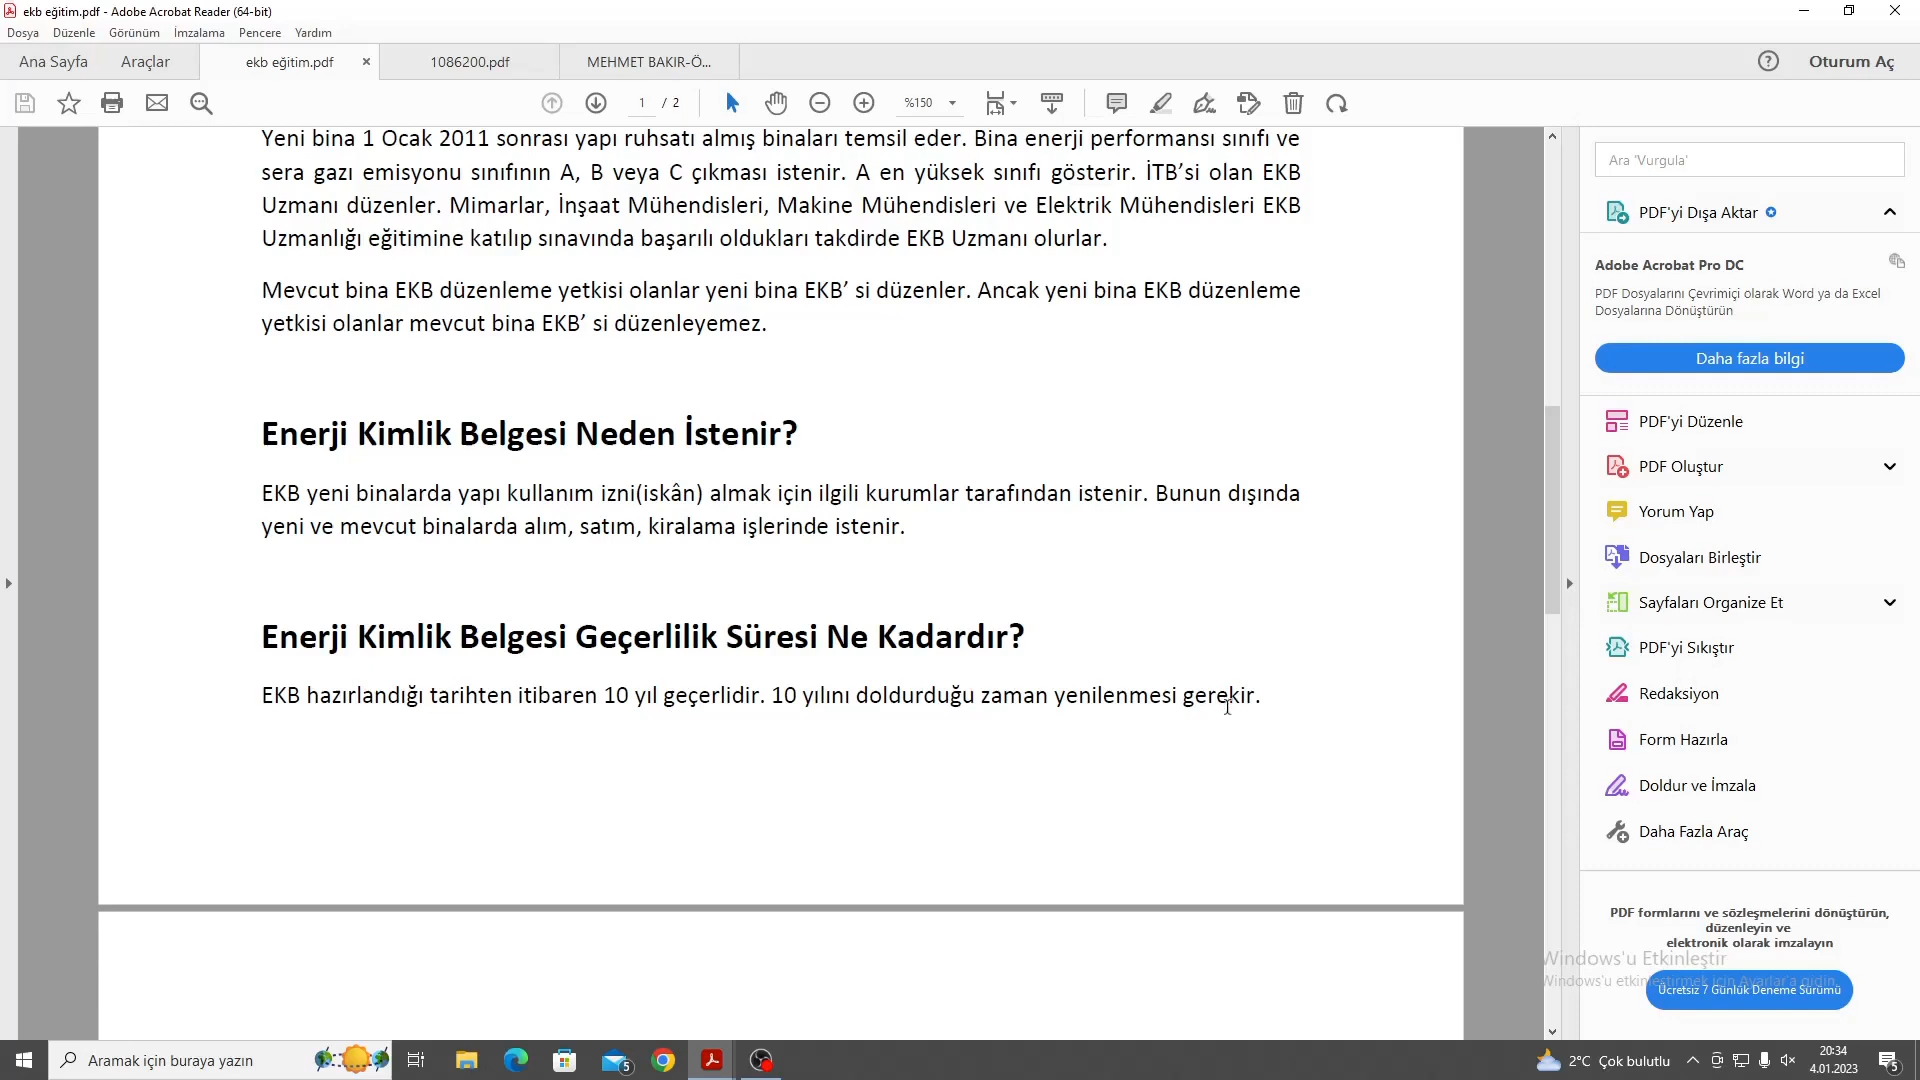 ekb eğitim.pdf - Adobe Acrobat Reader (64-bit)
Dosya Düzenle Görünüm İmzalama Pencere Yardım
Ana Sayfa Araçlar ekb eğitim.pdf × 1086200.pdf MEHMET BAKIR-Ö... ? Oturum Aç
1 / 2 %150
Yeni bina 1 Ocak 2011 sonrası yapı ruhsatı almış binaları temsil eder. Bina enerji performansı sınıfı ve
sera gazı emisyonu sınıfının A, B veya C çıkması istenir. A en yüksek sınıfı gösterir. İTB’si olan EKB
Uzmanı düzenler. Mimarlar, İnşaat Mühendisleri, Makine Mühendisleri ve Elektrik Mühendisleri EKB
Uzmanlığı eğitimine katılıp sınavında başarılı oldukları takdirde EKB Uzmanı olurlar.
Mevcut bina EKB düzenleme yetkisi olanlar yeni bina EKB’ si düzenler. Ancak yeni bina EKB düzenleme
yetkisi olanlar mevcut bina EKB’ si düzenleyemez.
Enerji Kimlik Belgesi Neden İstenir?
EKB yeni binalarda yapı kullanım izni(iskân) almak için ilgili kurumlar tarafından istenir. Bunun dışında
yeni ve mevcut binalarda alım, satım, kiralama işlerinde istenir.
Enerji Kimlik Belgesi Geçerlilik Süresi Ne Kadardır?
EKB hazırlandığı tarihten itibaren 10 yıl geçerlidir. 10 yılını doldurduğu zaman yenilenmesi gerekir.
Ara 'Vurgula'
PDF'yi Dışa Aktar
Adobe Acrobat Pro DC
PDF Dosyalarını Çevrimiçi olarak Word ya da Excel
Dosyalarına Dönüştürün
Daha fazla bilgi
PDF'yi Düzenle
PDF Oluştur
Yorum Yap
Dosyaları Birleştir
Sayfaları Organize Et
PDF'yi Sıkıştır
Redaksiyon
Form Hazırla
Doldur ve İmzala
Daha Fazla Araç
PDF formlarını ve sözleşmelerini dönüştürün,
düzenleyin ve
elektronik olarak imzalayın
Windows'u Etkinleştir
Windows'u etkinleştirmek için Ayarlar'a gidin.
Ücretsiz 7 Günlük Deneme Sürümü
Aramak için buraya yazın 5 2°C Çok bulutlu 20:34 5
4.01.2023